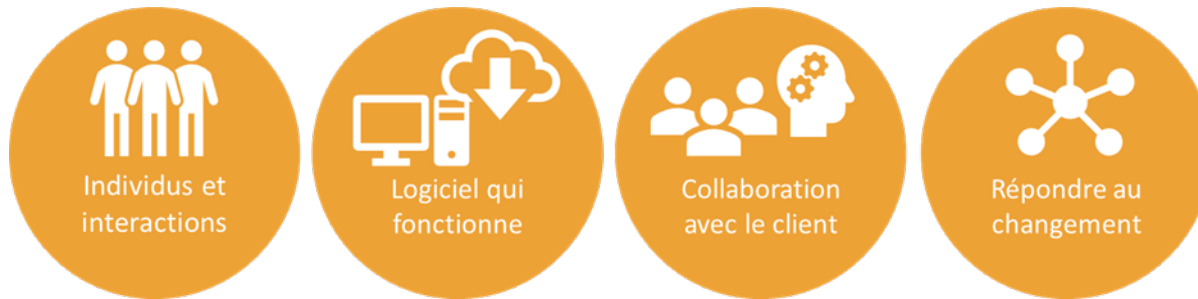 Individus et
interactions
Logiciel qui
fonctionne
Collaboration
avec le client
Répondre au
changement